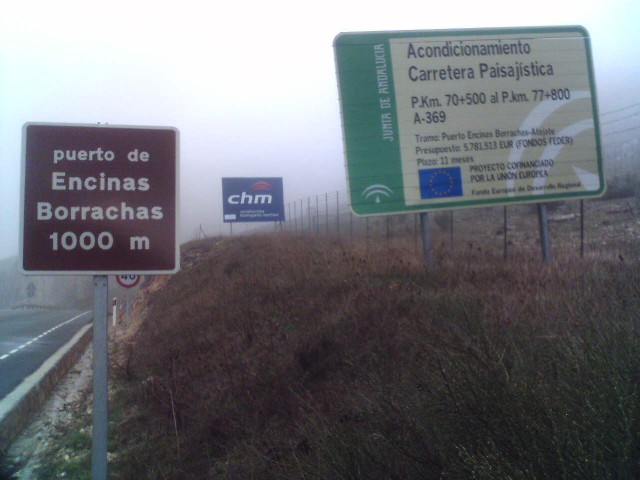 puerto de
Encinas
Borrachas
1000 m
40
chm
JUNTA DE ANDALUCIA
Acondicionamiento
Carretera Paisajística
P.Km. 70+500 al P.km. 77+800
A-369
Tramo: Puerto Encinas Borrachas-Atajate
Presupuesto: 5.781.513 EUR (FONDOS FEDER)
Plazo: 11 meses
PROYECTO COFINANCIADO
POR LA UNIÓN EUROPEA
Fondo Europeo de Desarrollo Regional